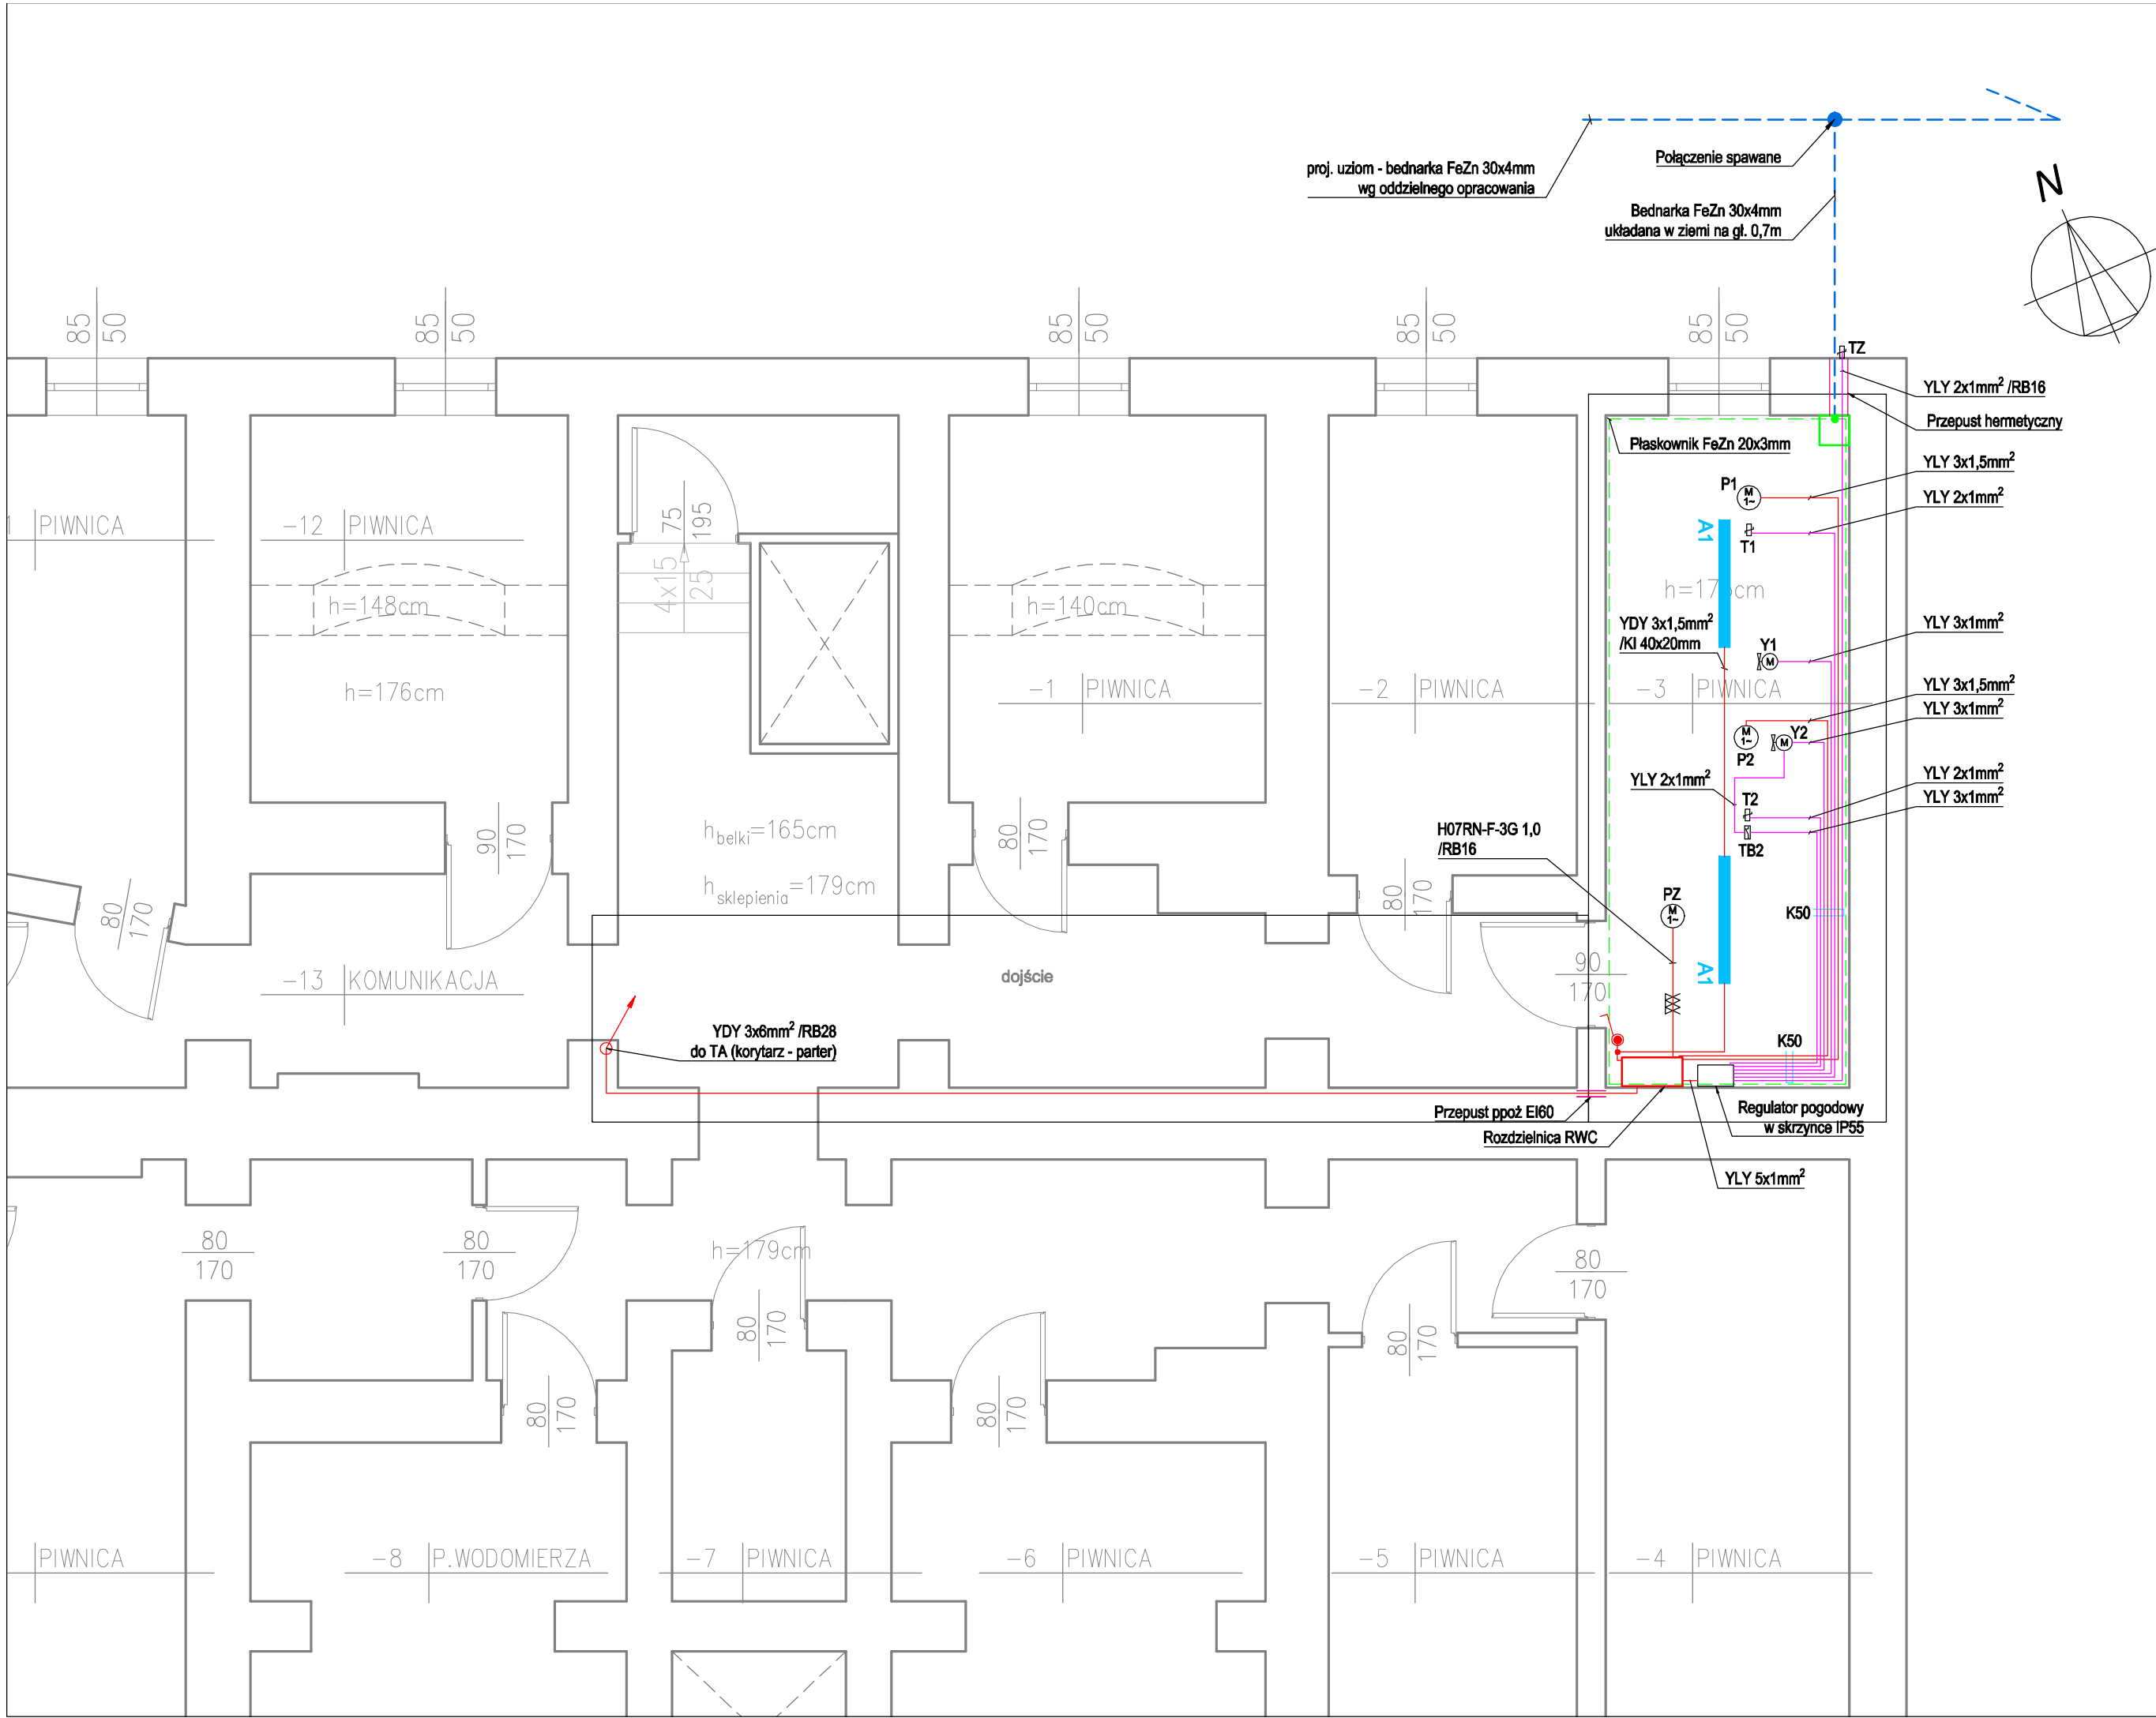 proj. uziom - bednarka FeZn 30x4mm
wg oddzielnego opracowania
Połączenie spawane
Bednarka FeZn 30x4mm
układana w ziemi na gł. 0,7m
N
85
50
85
50
85
50
85
50
85
50
TZ
YLY 2x1mm² /RB16
Przepust hermetyczny
Płaskownik FeZn 20x3mm
YLY 3x1,5mm²
YLY 2x1mm²
P1
M
1~
A1
T1
1 PIWNICA
-12 PIWNICA
75
195
4x15
25
h=148cm
h=140cm
h=176cm
YDY 3x1,5mm²
/KI 40x20mm
Y1
M
YLY 3x1mm²
h=176cm
-1 PIWNICA
-2 PIWNICA
-3 PIWNICA
YLY 3x1,5mm²
YLY 3x1mm²
M
1~
P2
Y2
M
YLY 2x1mm²
T2
TB2
YLY 2x1mm²
YLY 3x1mm²
hbelki=165cm
hsklepienia=179cm
90
170
80
170
80
170
80
170
H07RN-F-3G 1,0
/RB16
PZ
M
1~
K50
A1
-13 KOMUNIKACJA
dojście
90
170
YDY 3x6mm² /RB28
do TA (korytarz - parter)
K50
Przepust ppoż EI60
Rozdzielnica RWC
Regulator pogodowy
w skrzynce IP55
YLY 5x1mm²
80
170
80
170
h=179cm
80
170
80
170
80
170
80
170
80
170
PIWNICA
-8 P.WODOMIERZA
-7 PIWNICA
-6 PIWNICA
-5 PIWNICA
-4 PIWNICA